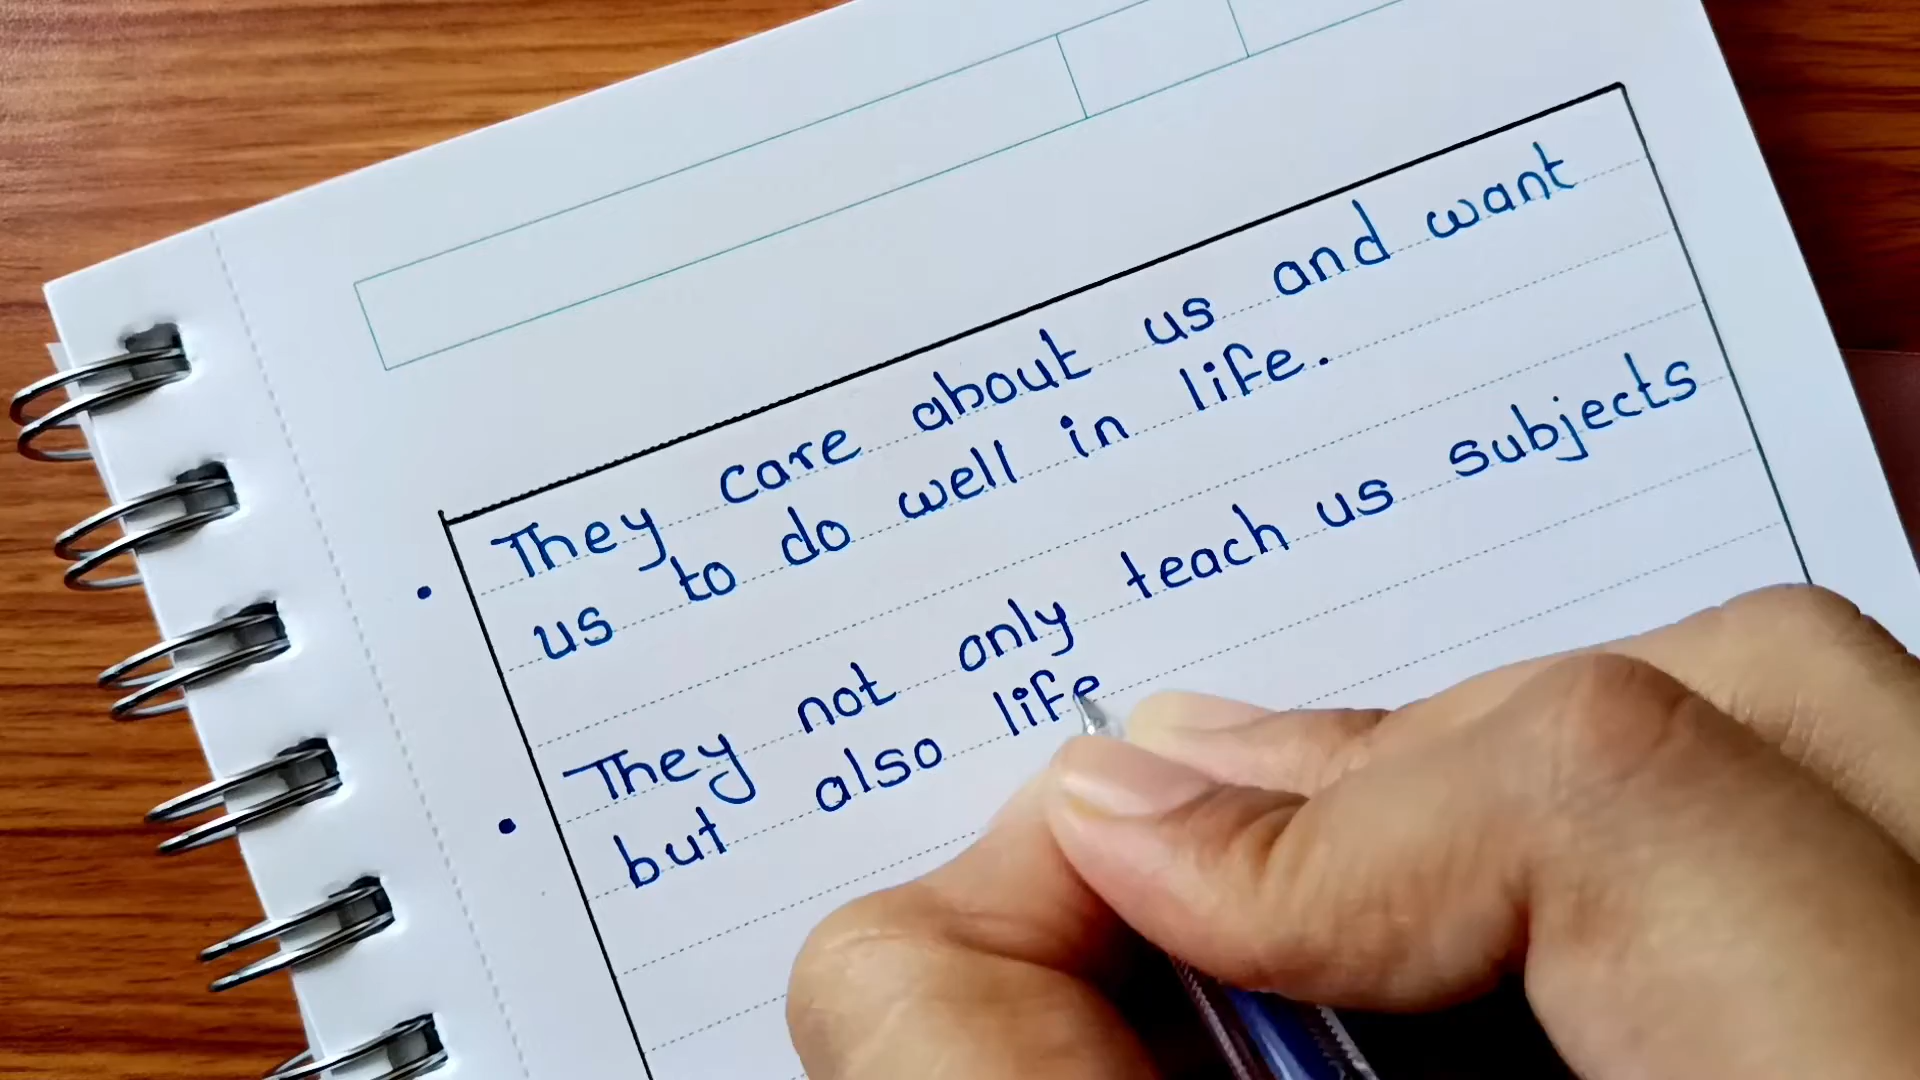 • They care about us and want
us to do well in life.
• They not only teach us subjects
but also life